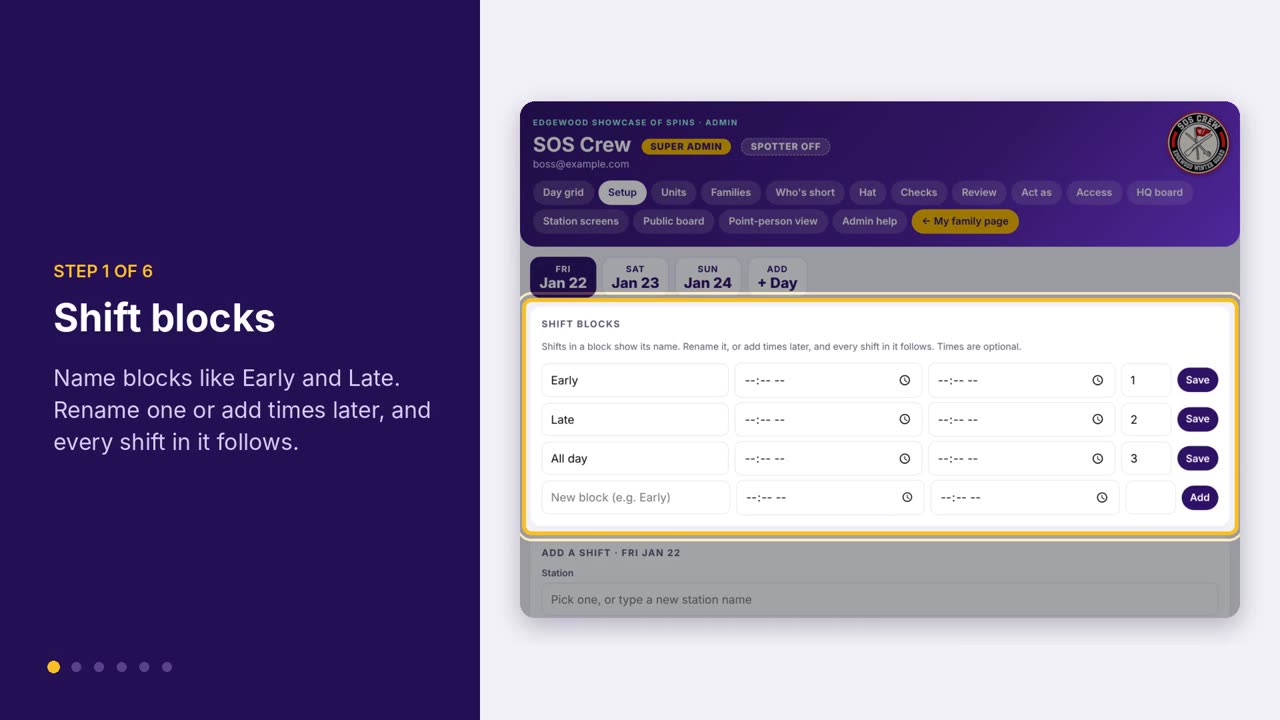 STEP 1 OF 6
Shift blocks
Name blocks like Early and Late.
Rename one or add times later, and
every shift in it follows.
EDGEWOOD SHOWCASE OF SPINS · ADMIN
SOS Crew SUPER ADMIN SPOTTER OFF
boss@example.com
SOS CREW
EDGEWOOD WINTER GUARD
Day grid Setup Units Families Who's short Hat Checks Review Act as Access HQ board
Station screens Public board Point-person view Admin help ← My family page
FRI SAT SUN ADD
Jan 22 Jan 23 Jan 24 + Day
SHIFT BLOCKS
Shifts in a block show its name. Rename it, or add times later, and every shift in it follows. Times are optional.
Early --:-- -- --:-- -- 1 Save
Late --:-- -- --:-- -- 2 Save
All day --:-- -- --:-- -- 3 Save
New block (e.g. Early) --:-- -- --:-- -- Add
ADD A SHIFT · FRI JAN 22
Station
Pick one, or type a new station name